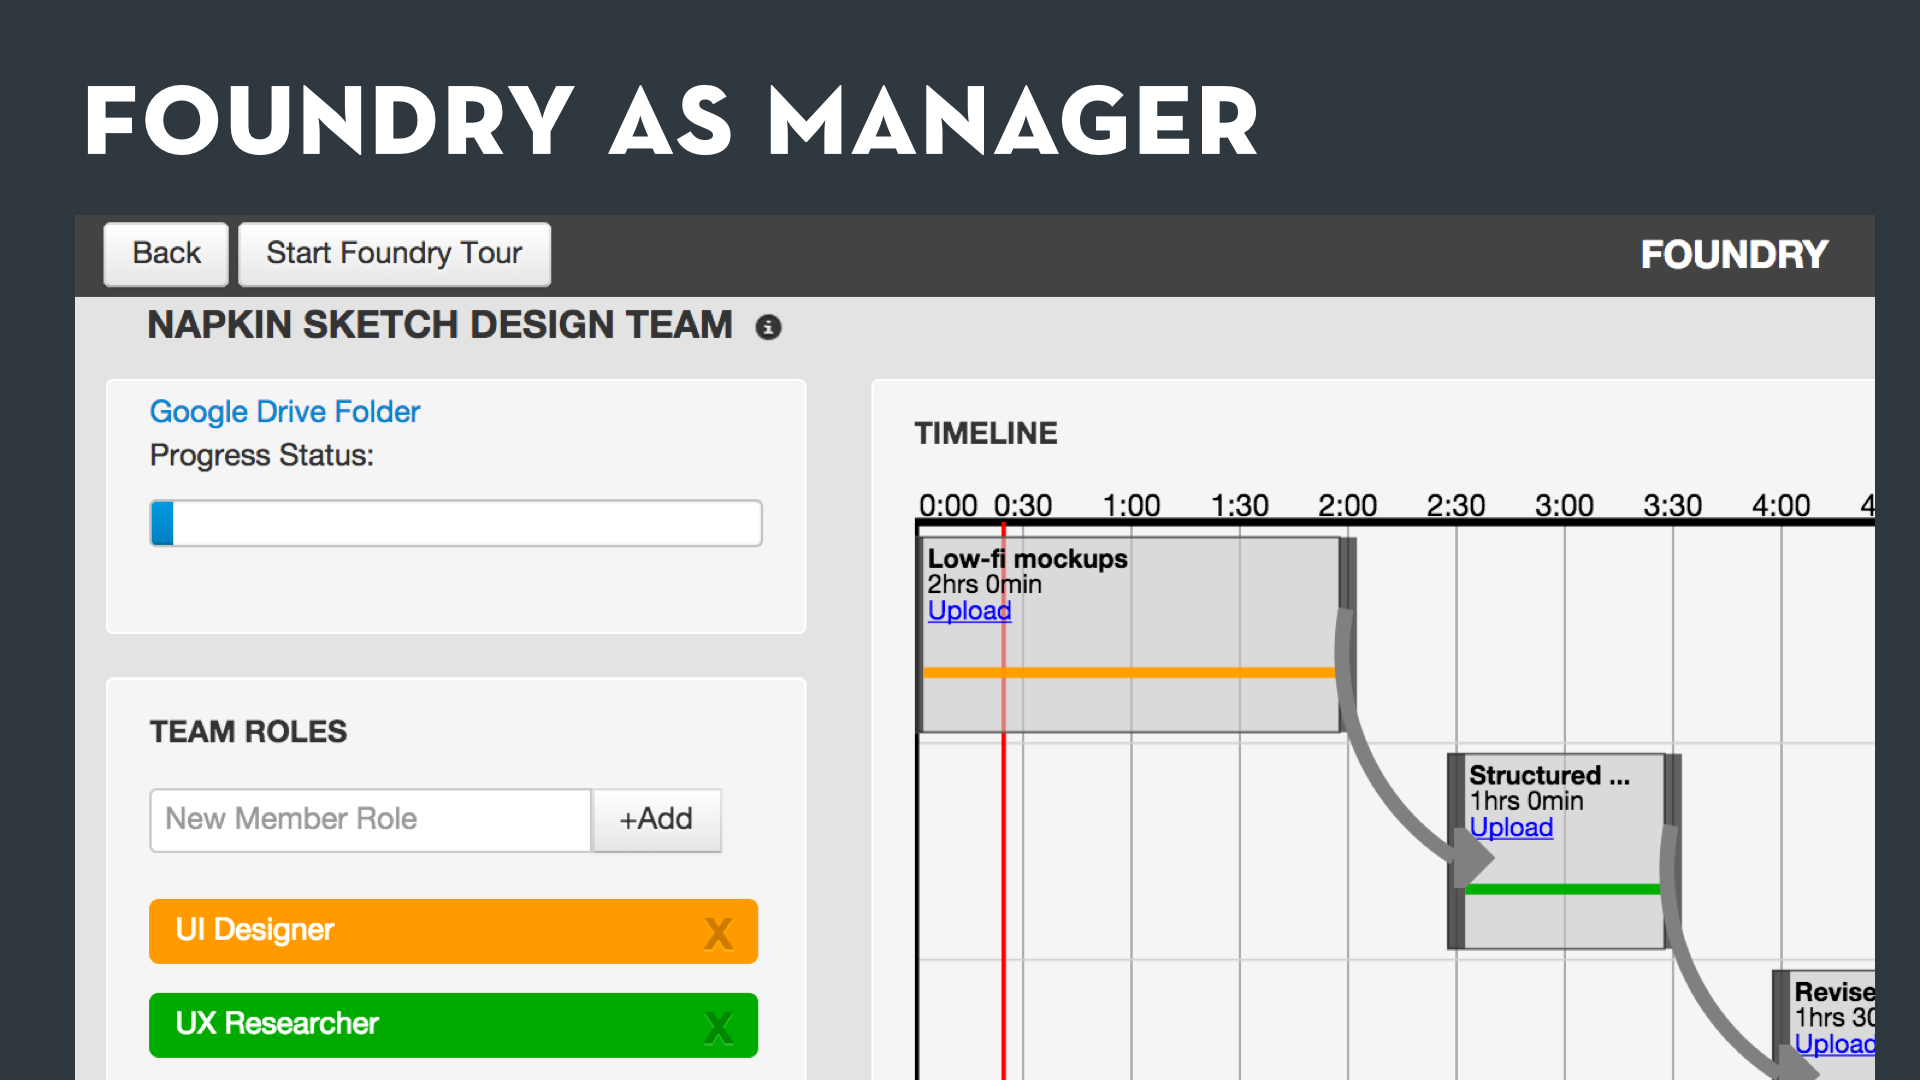 FOUNDRY AS MANAGER
Back
Start Foundry Tour
FOUNDRY
NAPKIN SKETCH DESIGN TEAM
Google Drive Folder
Progress Status:
TEAM ROLES
New Member Role
+Add
UI Designer
X
UX Researcher
X
TIMELINE
0:00 0:30 1:00 1:30 2:00 2:30 3:00 3:30 4:00 4
Low-fi mockups
2hrs 0min
Upload
Structured ...
1hrs 0min
Upload
Revise
1hrs 30
Upload